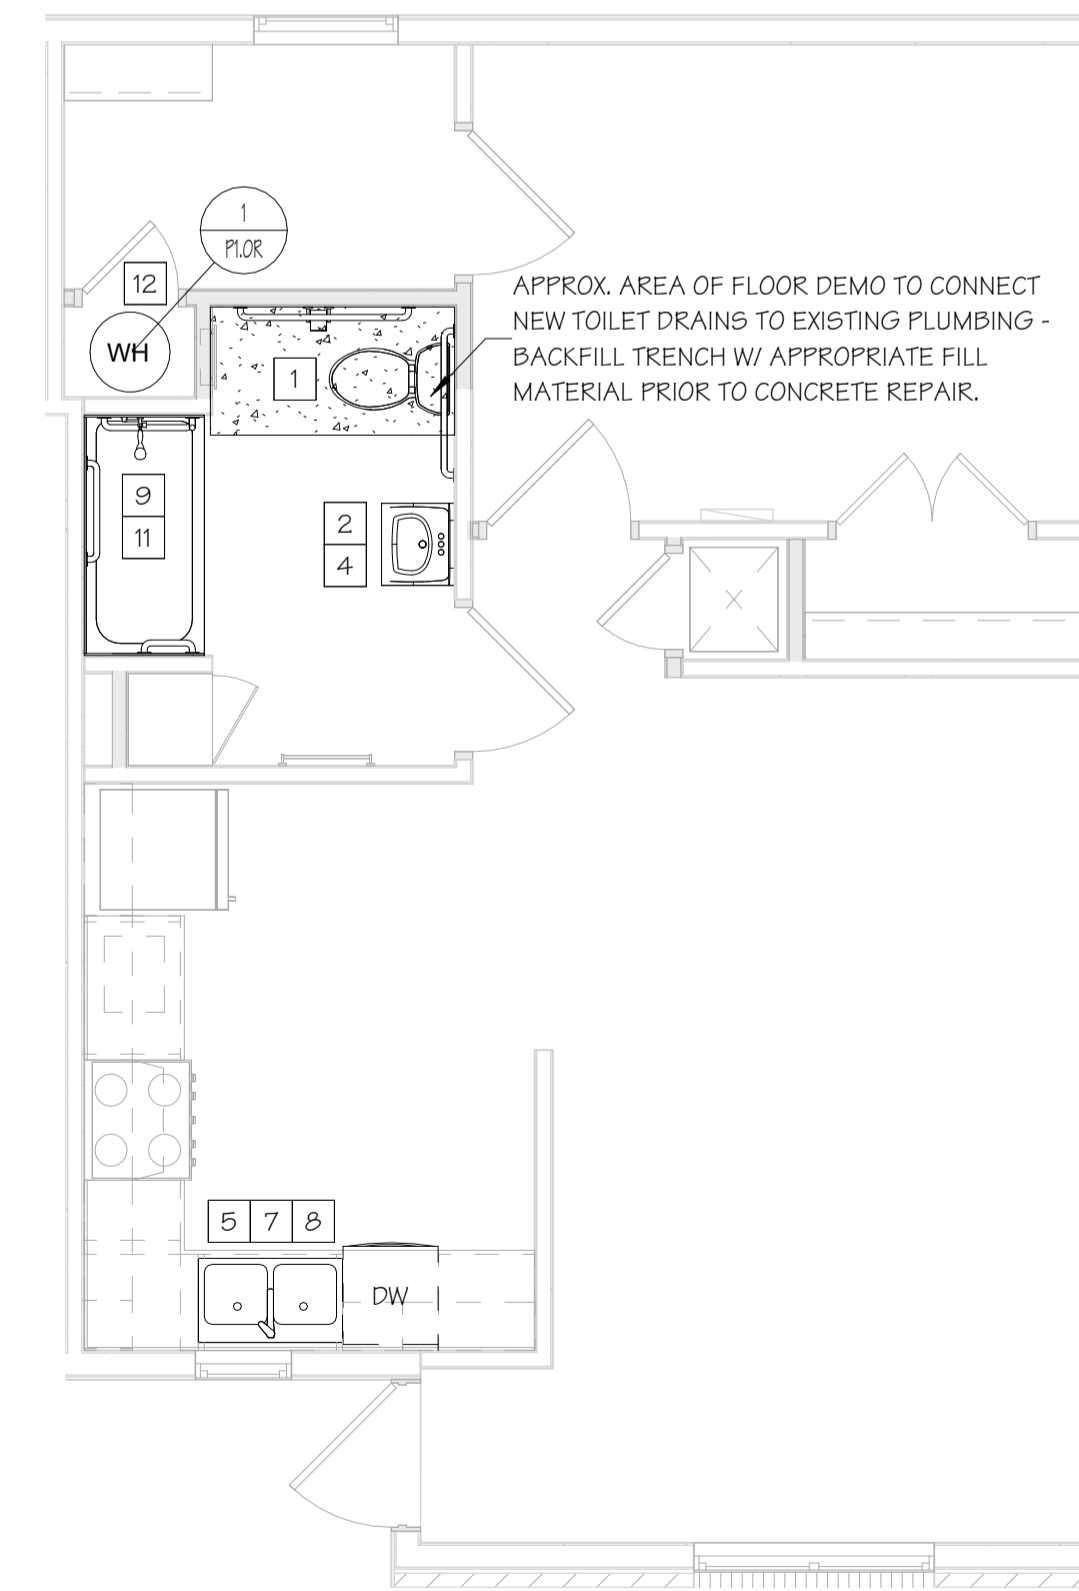 1
P1.0R
12
WH
APPROX. AREA OF FLOOR DEMO TO CONNECT
NEW TOILET DRAINS TO EXISTING PLUMBING -
BACKFILL TRENCH W/ APPROPRIATE FILL
MATERIAL PRIOR TO CONCRETE REPAIR.
1
9
11
2
4
5 7 8
DW